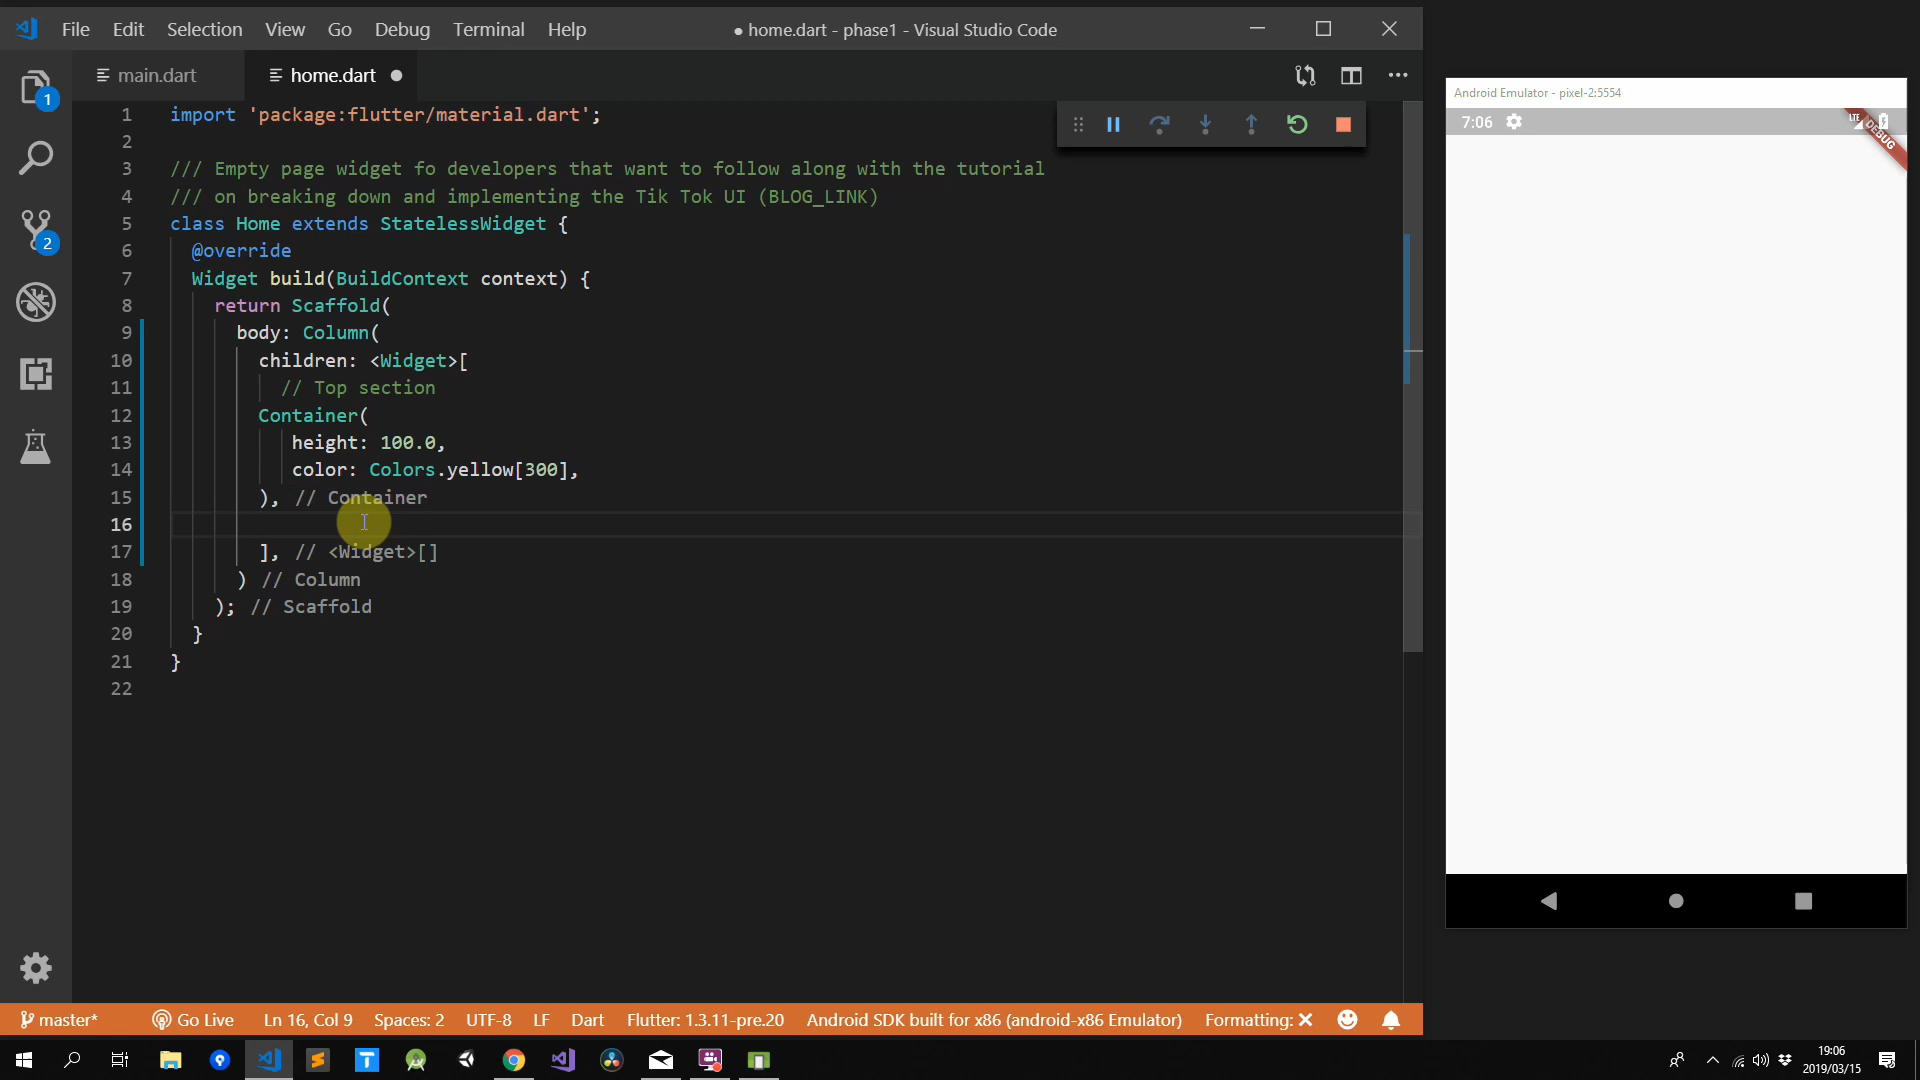 File Edit Selection View Go Debug Terminal Help
● home.dart - phase1 - Visual Studio Code
main.dart
home.dart
1 import 'package:flutter/material.dart';
2
3 /// Empty page widget fo developers that want to follow along with the tutorial
4 /// on breaking down and implementing the Tik Tok UI (BLOG_LINK)
5 class Home extends StatelessWidget {
6 @override
7 Widget build(BuildContext context) {
8 return Scaffold(
9 body: Column(
10 children: <Widget>[
11 // Top section
12 Container(
13 height: 100.0,
14 color: Colors.yellow[300],
15 ), // Container
16
17 ], // <Widget>[]
18 ) // Column
19 ); // Scaffold
20 }
21 }
22
1
2
Android Emulator - pixel-2:5554
7:06
LTE
DEBUG
master* Go Live Ln 16, Col 9 Spaces: 2 UTF-8 LF Dart Flutter: 1.3.11-pre.20 Android SDK built for x86 (android-x86 Emulator) Formatting: ✕
19:06
2019/03/15